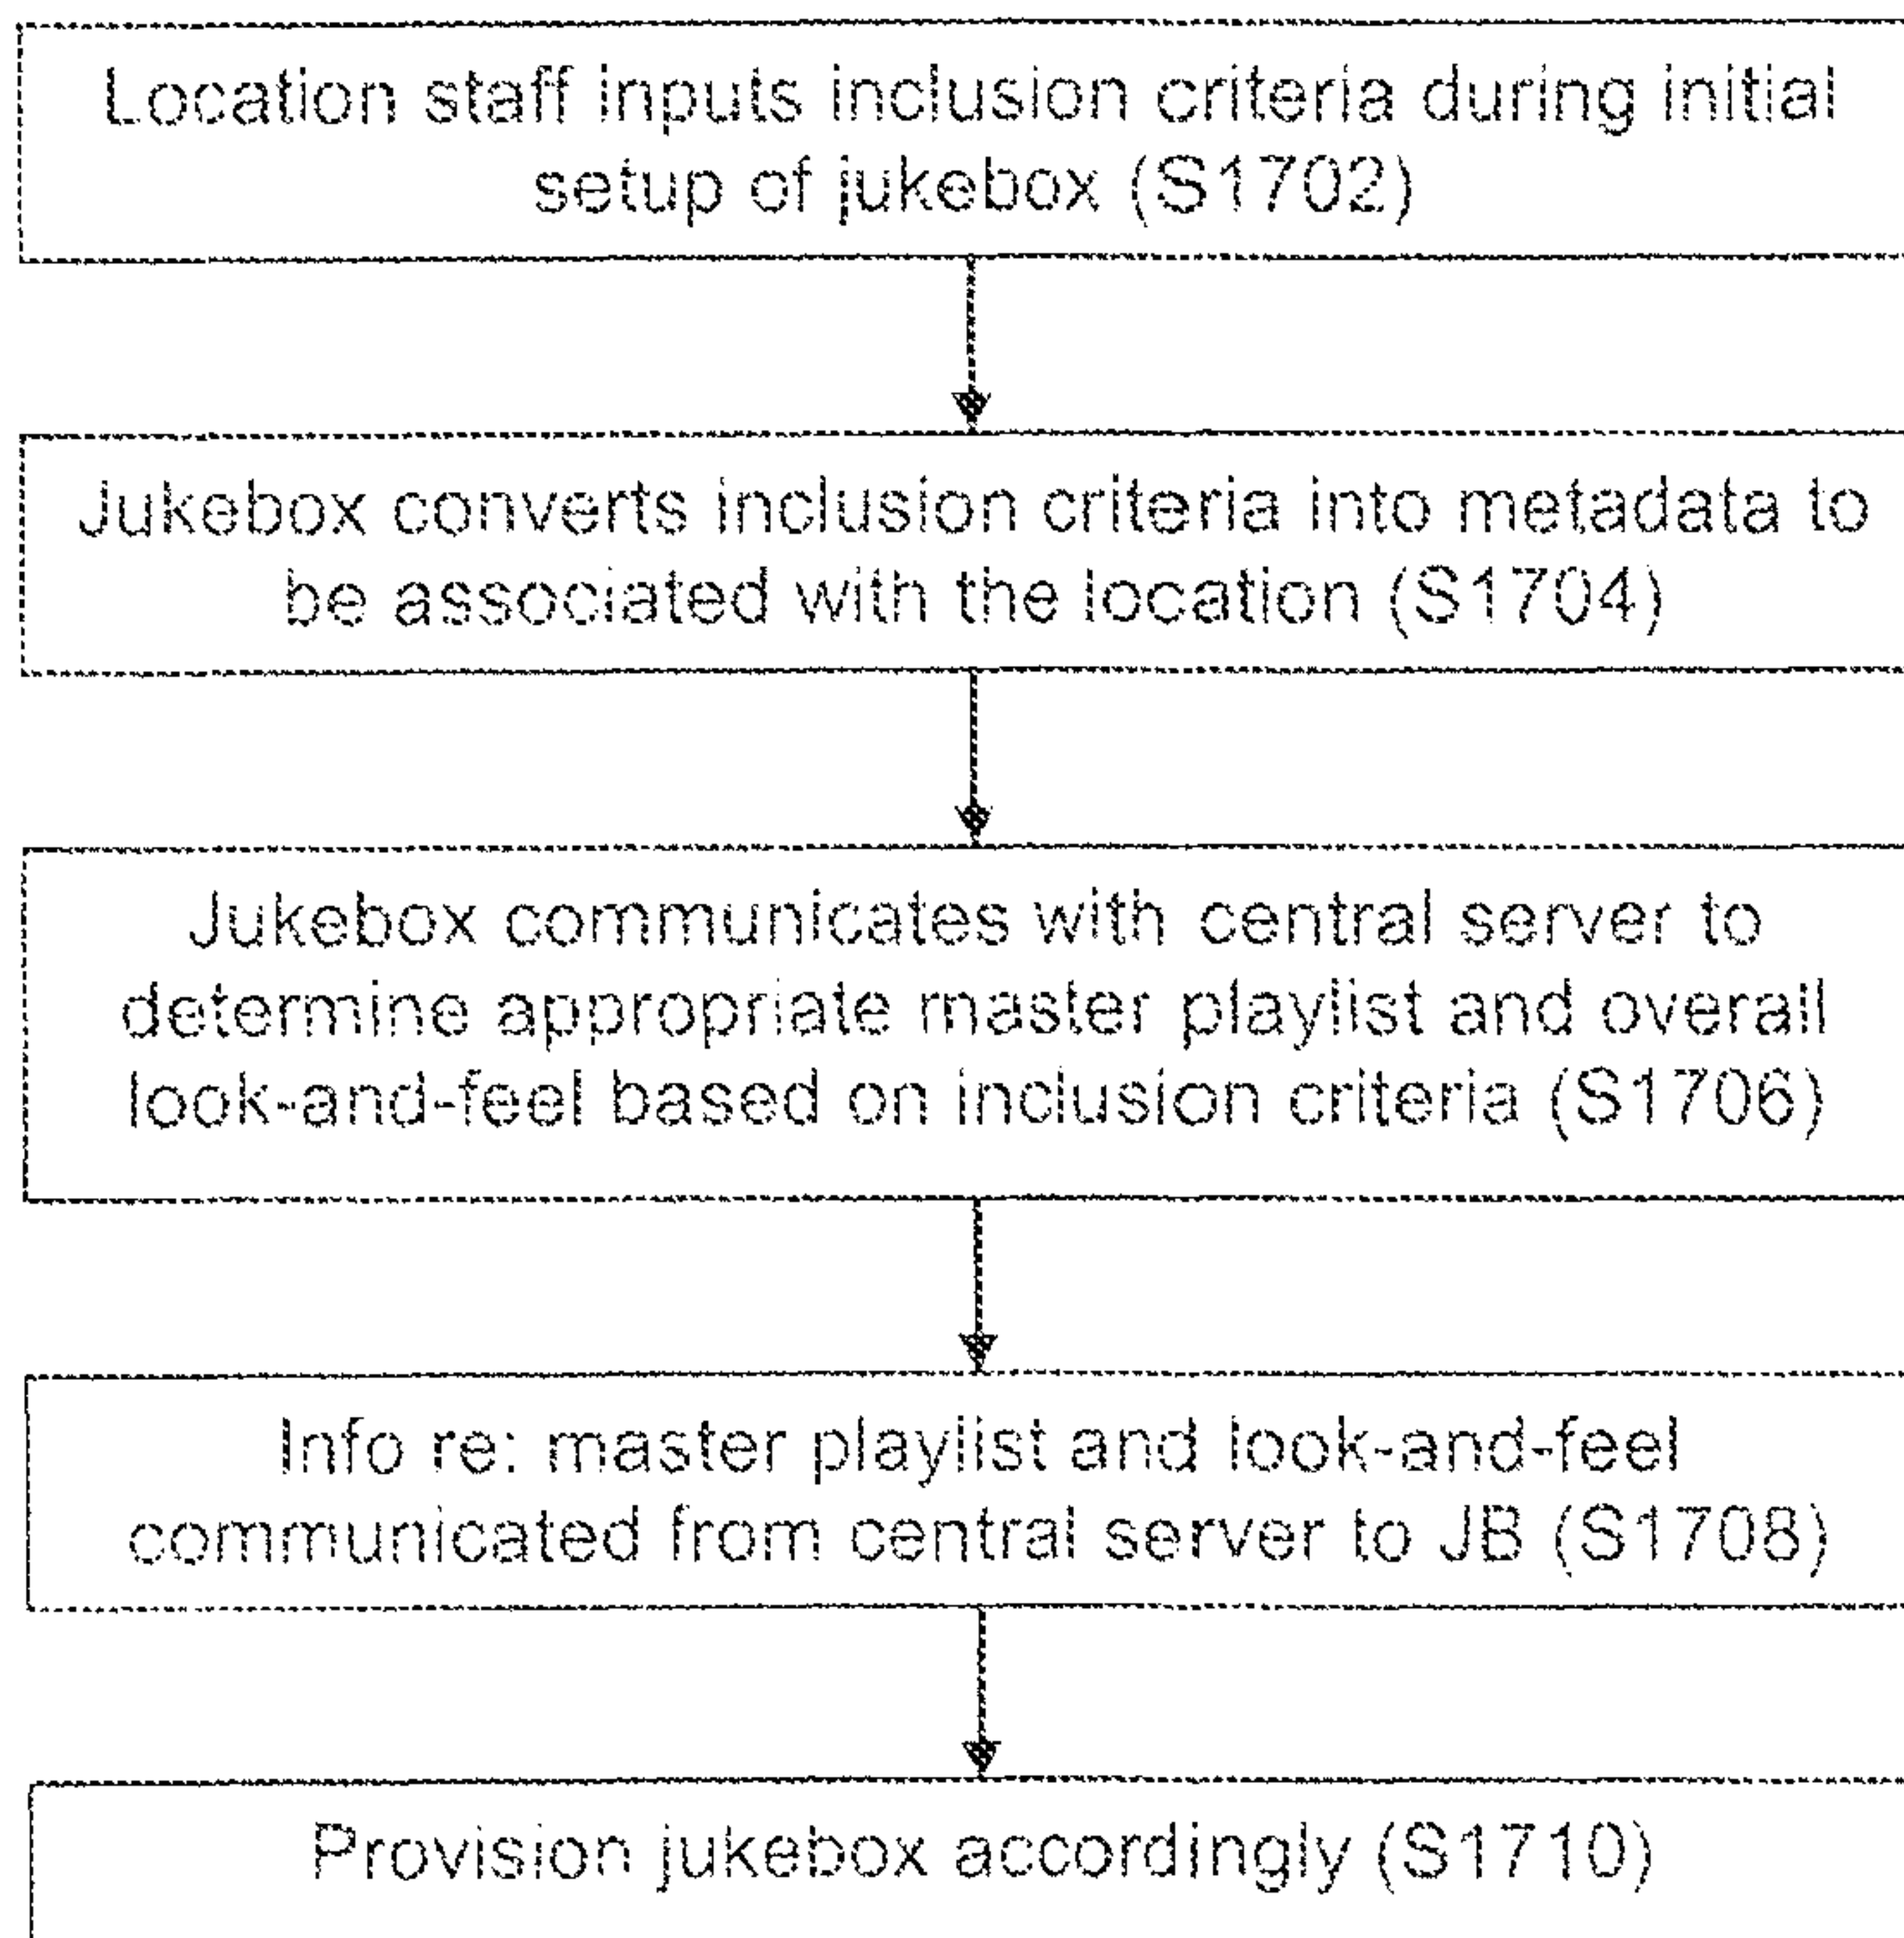 Location staff inputs inclusion criteria during initial
setup of jukebox (S1702)
Jukebox converts inclusion criteria into metadata to
be associated with the location (S1704)
Jukebox communicates with central server to
determine appropriate master playlist and overall
look-and-feel based on inclusion criteria (S1706)
Info re: master playlist and look-and-feel
communicated from central server to JB (S1708)
Provision jukebox accordingly (S1710)